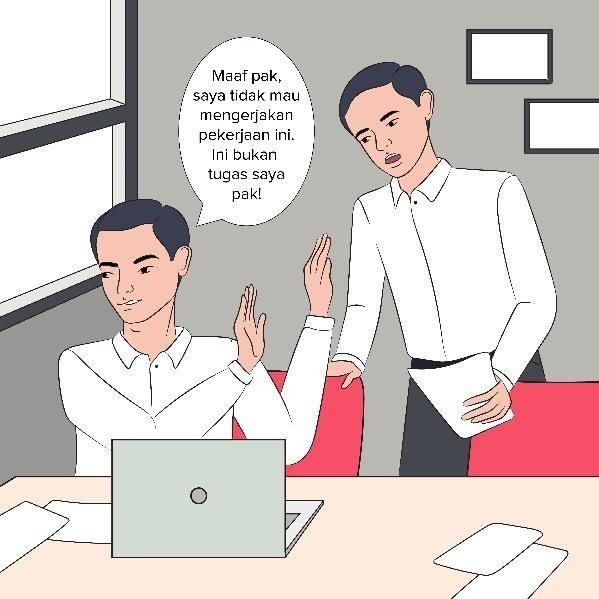 Maaf pak,
saya tidak mau
mengerjakan
pekerjaan ini.
Ini bukan
tugas saya
pak!